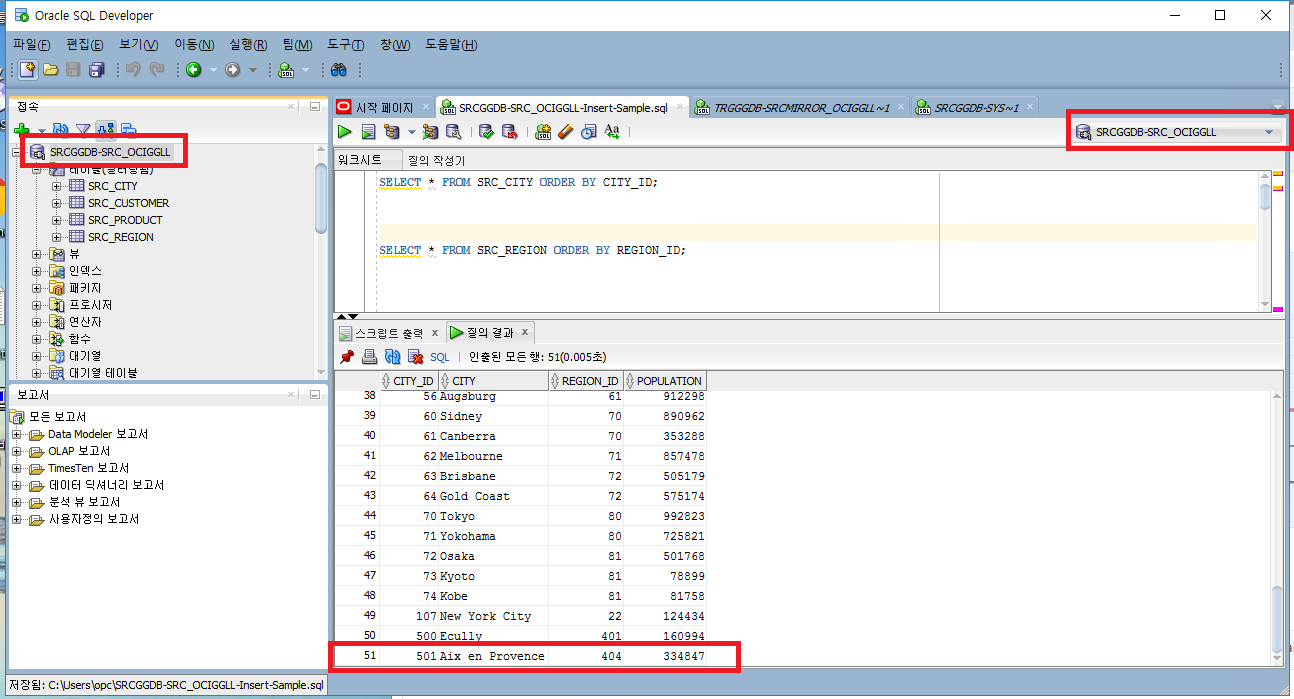 Oracle SQL Developer
파일(F) 편집(E) 보기(V) 이동(N) 실행(R) 팀(M) 도구(T) 창(W) 도움말(H)
접속
SRCGGDB-SRC_OCIGGLL
테이블(필터링됨)
SRC_CITY
SRC_CUSTOMER
SRC_PRODUCT
SRC_REGION
뷰
인덱스
패키지
프로시저
연산자
함수
대기열
대기열 테이블
보고서
모든 보고서
Data Modeler 보고서
OLAP 보고서
TimesTen 보고서
데이터 딕셔너리 보고서
분석 뷰 보고서
사용자정의 보고서
시작 페이지 SRCGGDB-SRC_OCIGGLL-Insert-Sample.sql TRGGGDB-SRCMIRROR_OCIGGLL~1 SRCGGDB-SYS~1
SRCGGDB-SRC_OCIGGLL
워크시트 질의 작성기
SELECT * FROM SRC_CITY ORDER BY CITY_ID;
SELECT * FROM SRC_REGION ORDER BY REGION_ID;
스크립트 출력 x 질의 결과 x
SQL 인출된 모든 행: 51(0.005초)
CITY_ID CITY REGION_ID POPULATION
38 56 Augsburg 61 912298
39 60 Sidney 70 890962
40 61 Canberra 70 353288
41 62 Melbourne 71 857478
42 63 Brisbane 72 505179
43 64 Gold Coast 72 575174
44 70 Tokyo 80 992823
45 71 Yokohama 80 725821
46 72 Osaka 81 501768
47 73 Kyoto 81 78899
48 74 Kobe 81 81758
49 107 New York City 22 124434
50 500 Ecully 401 160994
51 501 Aix en Provence 404 334847
저장됨: C:\Users\opc\SRCGGDB-SRC_OCIGGLL-Insert-Sample.sql